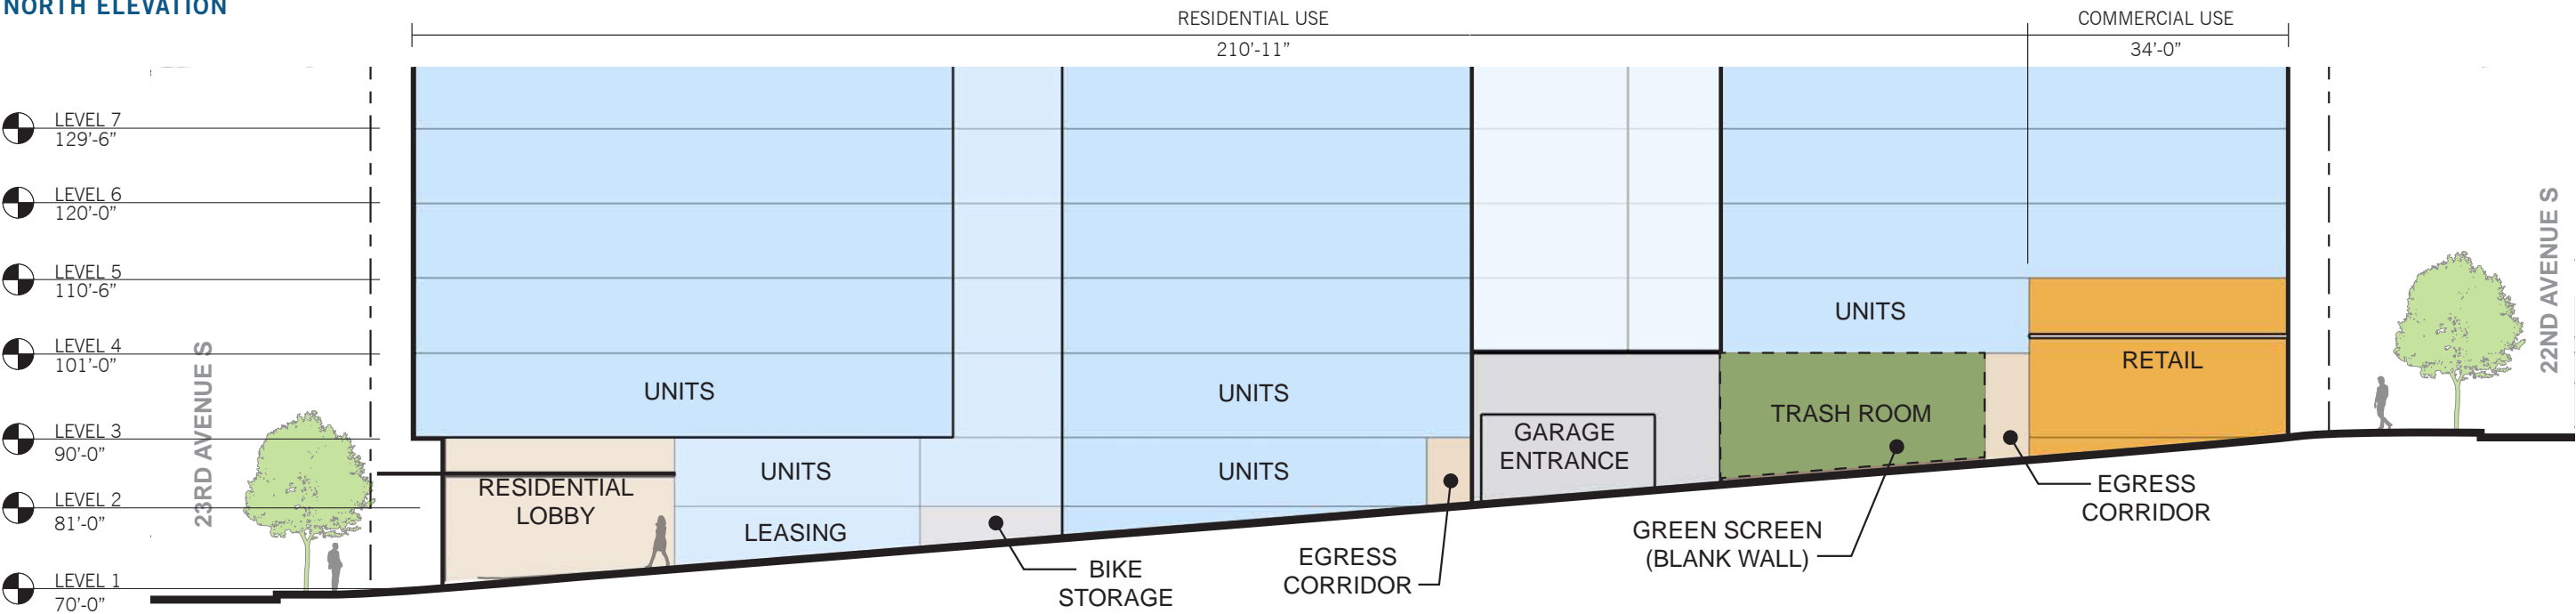 NORTH ELEVATION
RESIDENTIAL USE
210'-11"
COMMERCIAL USE
34'-0"
LEVEL 7
129'-6"
LEVEL 6
120'-0"
LEVEL 5
110'-6"
LEVEL 4
101'-0"
LEVEL 3
90'-0"
LEVEL 2
81'-0"
LEVEL 1
70'-0"
23RD AVENUE S
UNITS
UNITS
UNITS
RETAIL
RESIDENTIAL
LOBBY
UNITS
LEASING
UNITS
GARAGE
ENTRANCE
TRASH ROOM
BIKE
STORAGE
EGRESS
CORRIDOR
GREEN SCREEN
(BLANK WALL)
EGRESS
CORRIDOR
22ND AVENUE S